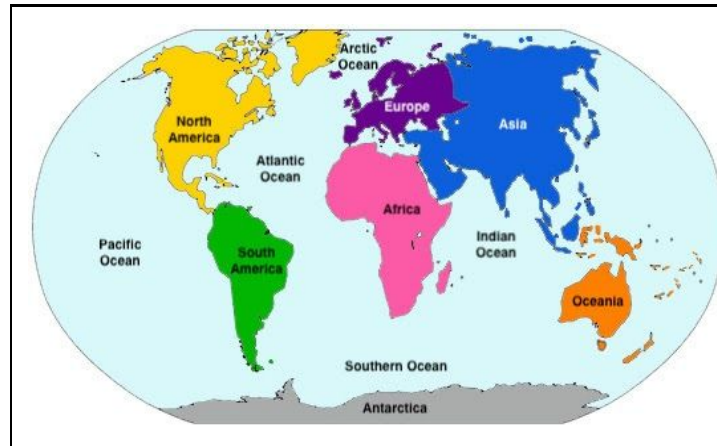 Arctic
Ocean
Europe
North
America
Asia
Atlantic
Ocean
Africa
Pacific
Ocean
South
America
Indian
Ocean
Oceania
Southern Ocean
Antarctica